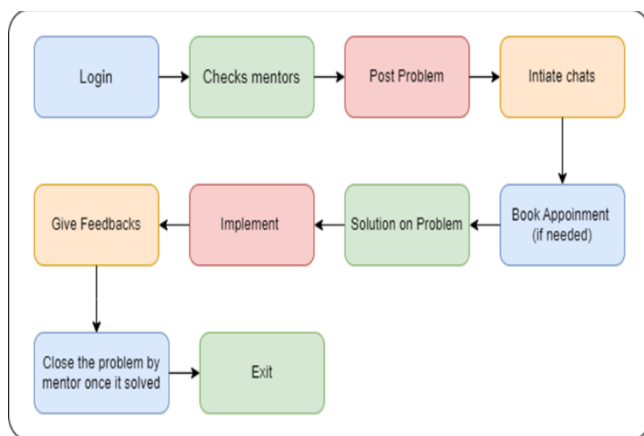 Login
Checks mentors
Post Problem
Intiate chats
Book Appoinment
(if needed)
Solution on Problem
Implement
Give Feedbacks
Close the problem by
mentor once it solved
Exit